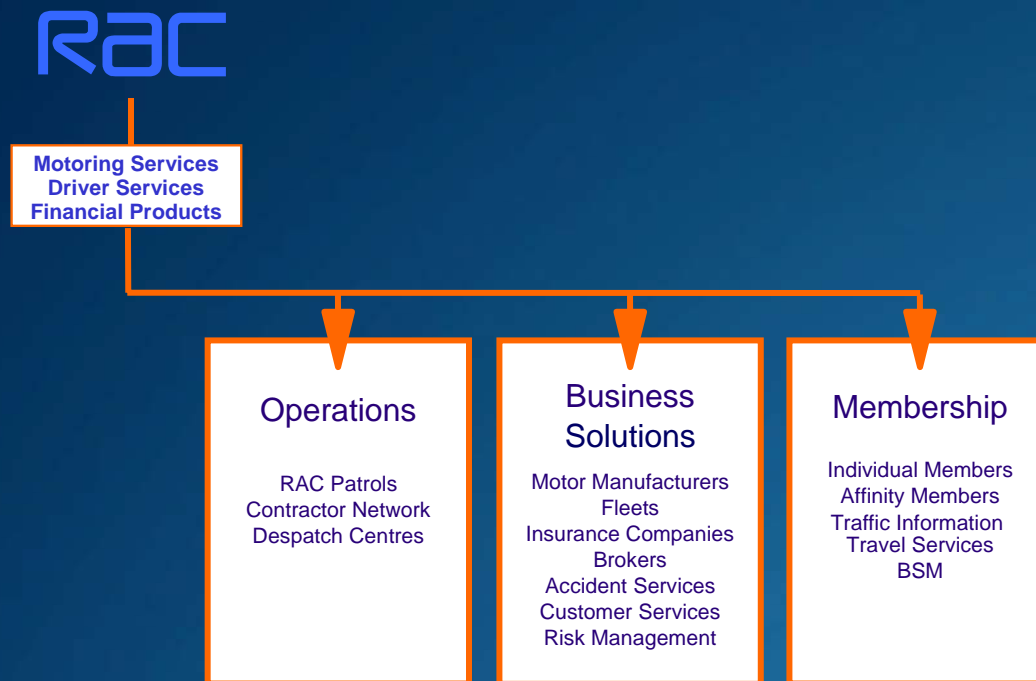 RAC
Motoring Services
Driver Services
Financial Products
Operations
RAC Patrols
Contractor Network
Despatch Centres
Business
Solutions
Motor Manufacturers
Fleets
Insurance Companies
Brokers
Accident Services
Customer Services
Risk Management
Membership
Individual Members
Affinity Members
Traffic Information
Travel Services
BSM